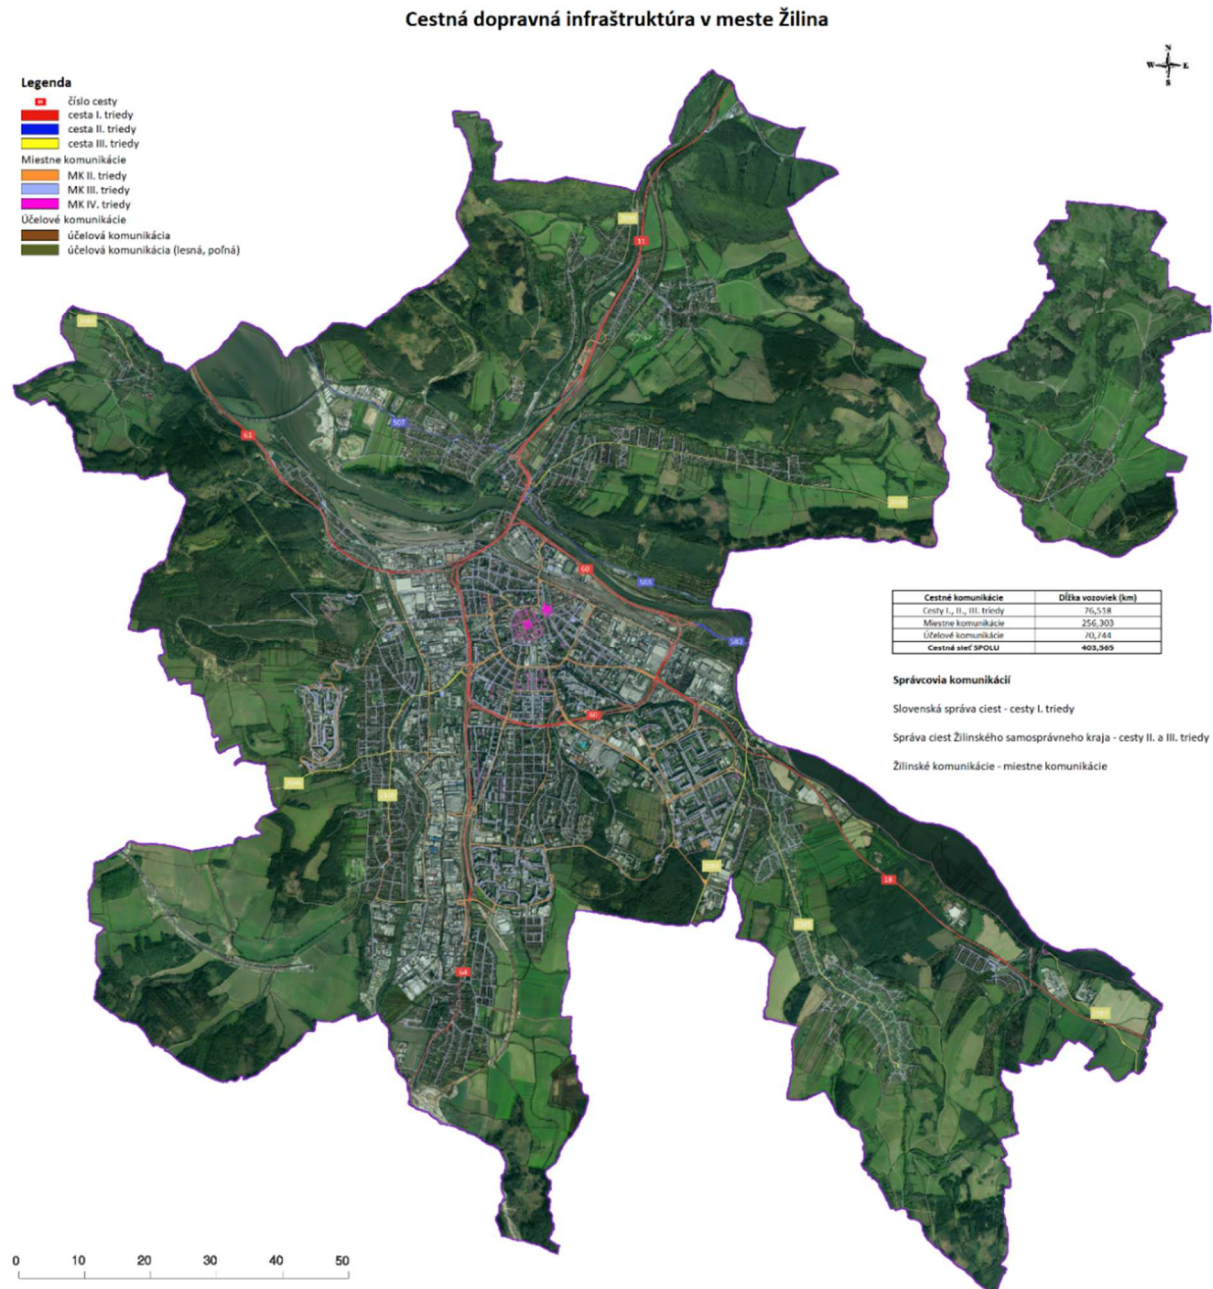 Cestná dopravná infraštruktúra v meste Žilina
N
W E
S
Legenda
číslo cesty
cesta I. triedy
cesta II. triedy
cesta III. triedy
Miestne komunikácie
MK II. triedy
MK III. triedy
MK IV. triedy
Účelové komunikácie
účelová komunikácia
účelová komunikácia (lesná, poľná)
11
61
507
60
583
583
60
18
64
Cestné komunikácie Dĺžka vozoviek (km)
Cesty I., II., III. triedy 76,518
Miestne komunikácie 256,303
Účelové komunikácie 70,744
Cestná sieť SPOLU 403,565
Správcovia komunikácií
Slovenská správa ciest - cesty I. triedy
Správa ciest Žilinského samosprávneho kraja - cesty II. a III. triedy
Žilinské komunikácie - miestne komunikácie
0 10 20 30 40 50